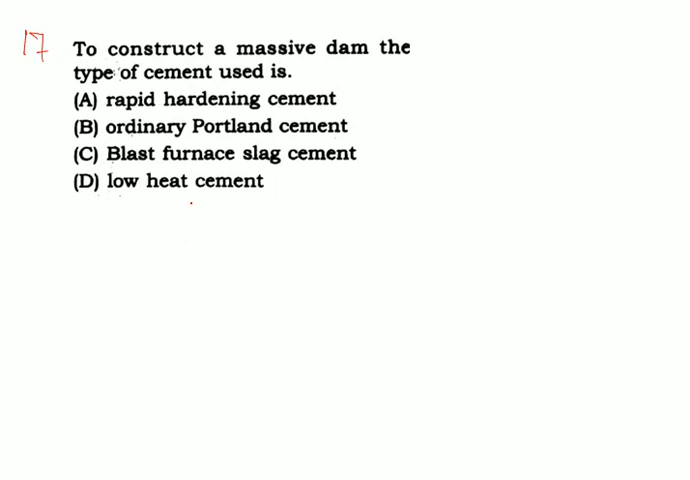 17 To construct a massive dam the
type of cement used is.
(A) rapid hardening cement
(B) ordinary Portland cement
(C) Blast furnace slag cement
(D) low heat cement